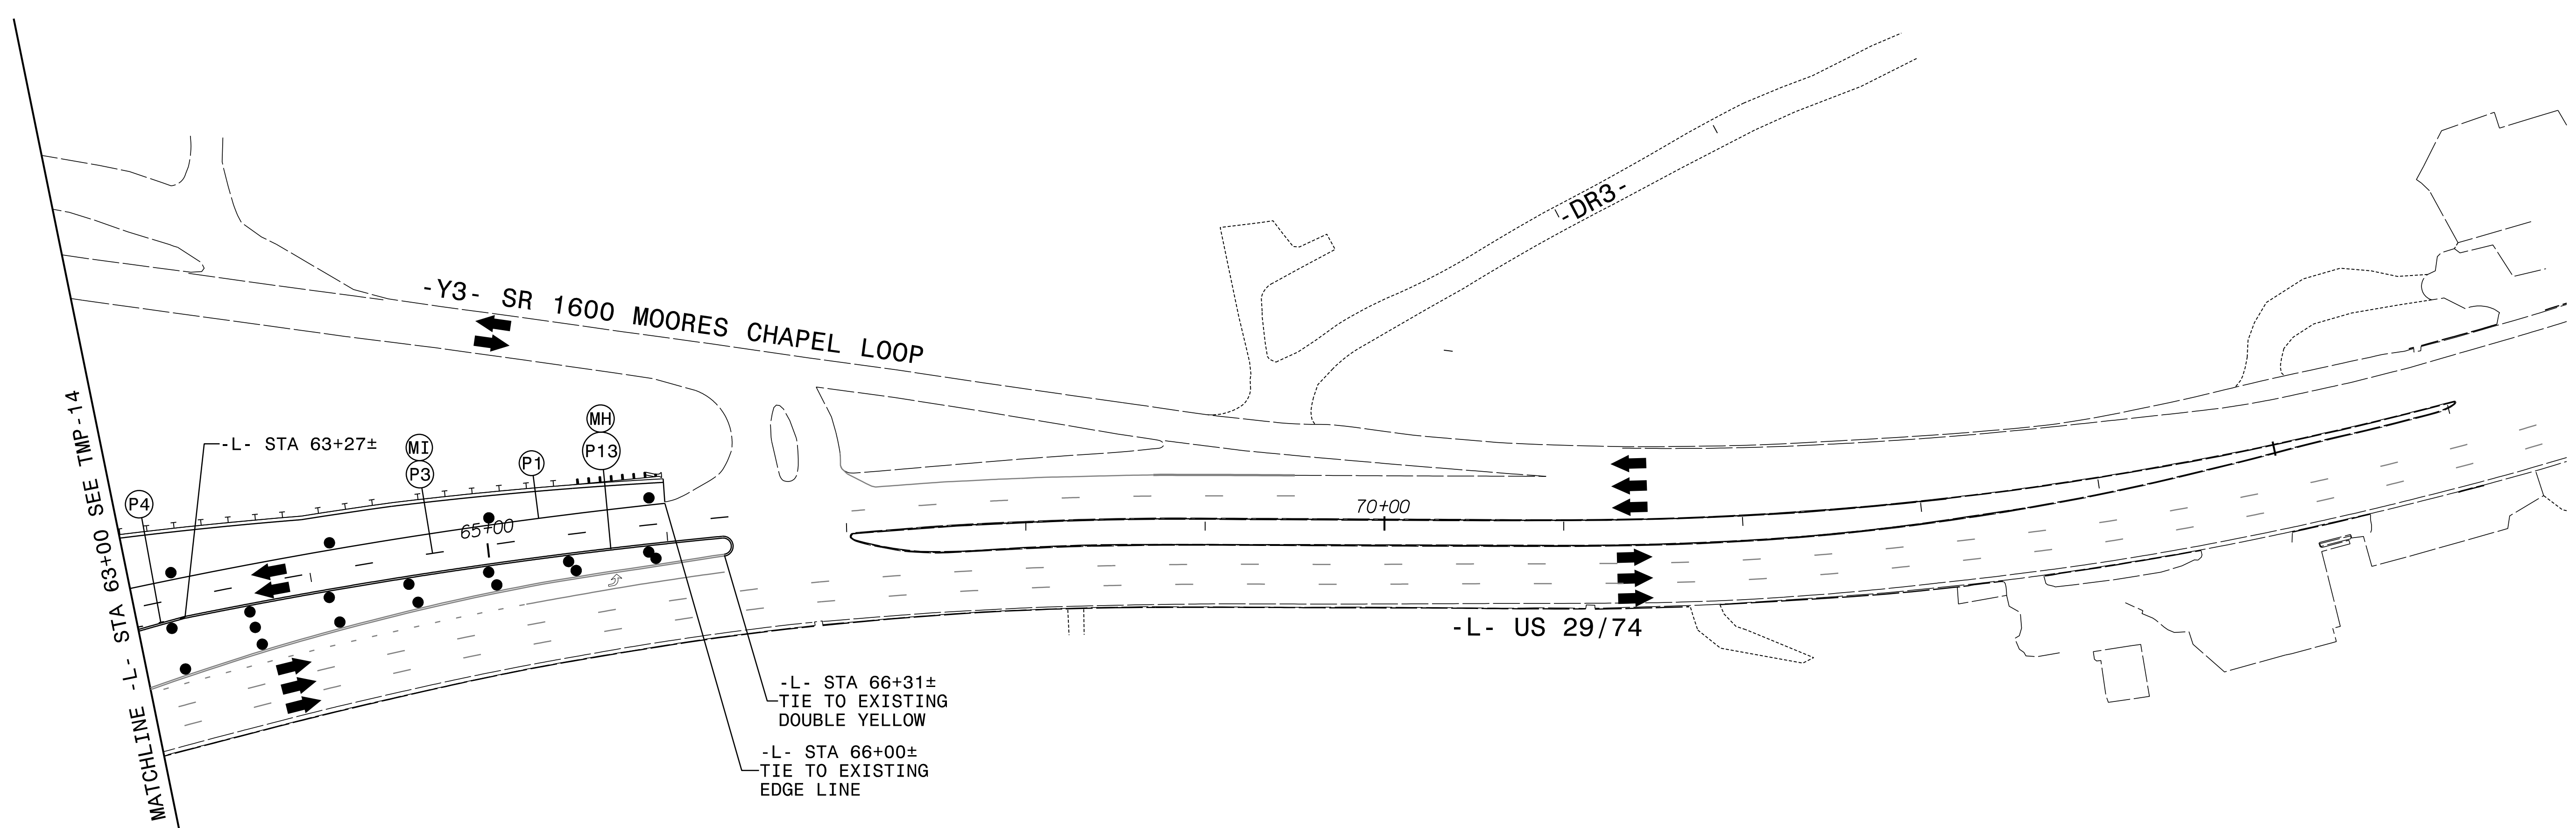 -DR3-
-Y3- SR 1600 MOORES CHAPEL LOOP
MATCHLINE -L- STA 63+00 SEE TMP-14
-L- STA 63+27±
MI
P3
P1
MH
P13
P4
65+00
70+00
-L- US 29/74
-L- STA 66+31±
TIE TO EXISTING
DOUBLE YELLOW
-L- STA 66+00±
TIE TO EXISTING
EDGE LINE